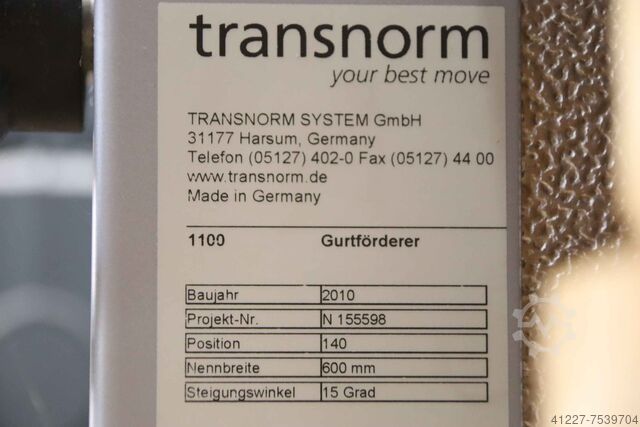 transnorm
your best move
TRANSNORM SYSTEM GmbH
31177 Harsum, Germany
Telefon (05127) 402-0 Fax (05127) 44 00
www.transnorm.de
Made in Germany
1100 Gurtförderer
Baujahr 2010
Projekt-Nr. N 155598
Position 140
Nennbreite 600 mm
Steigungswinkel 15 Grad
41227-7539704